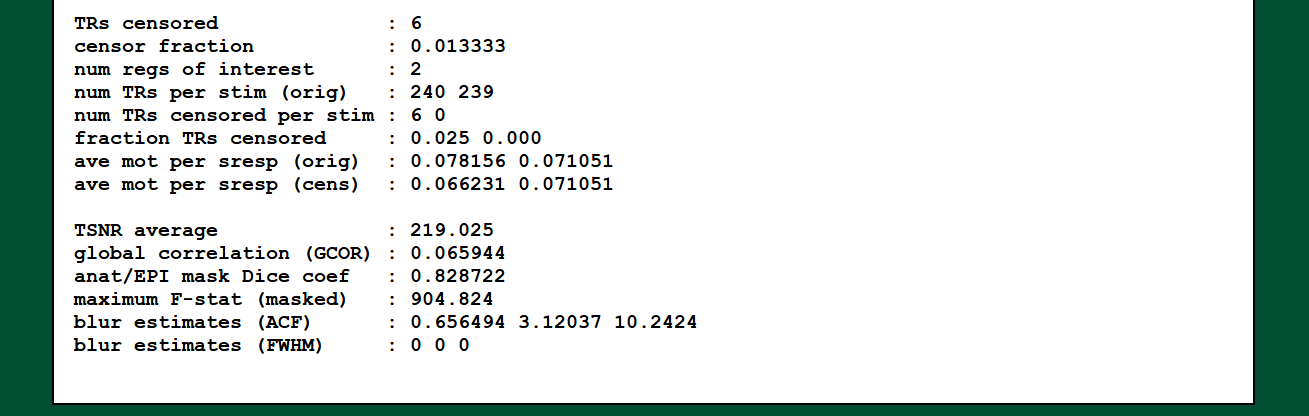 TRs censored              : 6
censor fraction           : 0.013333
num regs of interest      : 2
num TRs per stim (orig)   : 240 239
num TRs censored per stim : 6 0
fraction TRs censored     : 0.025 0.000
ave mot per sresp (orig)  : 0.078156 0.071051
ave mot per sresp (cens)  : 0.066231 0.071051
TSNR average              : 219.025
global correlation (GCOR) : 0.065944
anat/EPI mask Dice coef   : 0.828722
maximum F-stat (masked)   : 904.824
blur estimates (ACF)      : 0.656494 3.12037 10.2424
blur estimates (FWHM)     : 0 0 0